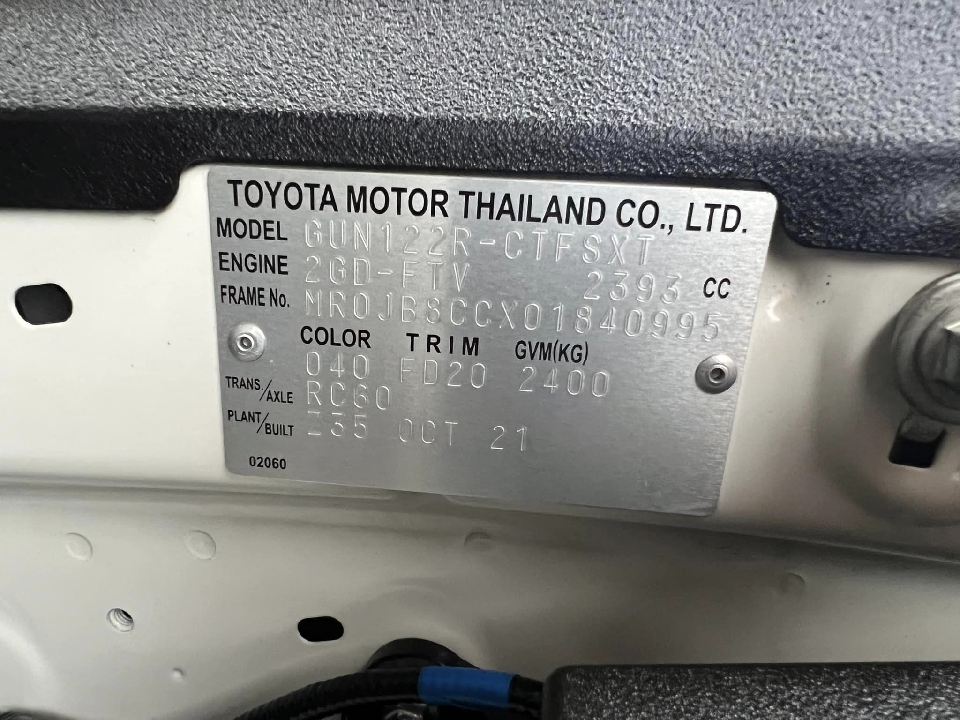 TOYOTA MOTOR THAILAND CO., LTD.
MODEL GUN122R-CTFSXT
ENGINE 2GD-FTV 2393 CC
FRAME No. MR0JB8CCX01840995
COLOR TRIM GVM(KG)
040 FD20 2400
TRANS./AXLE RC60
PLANT/BUILT Z35 OCT 21
02060